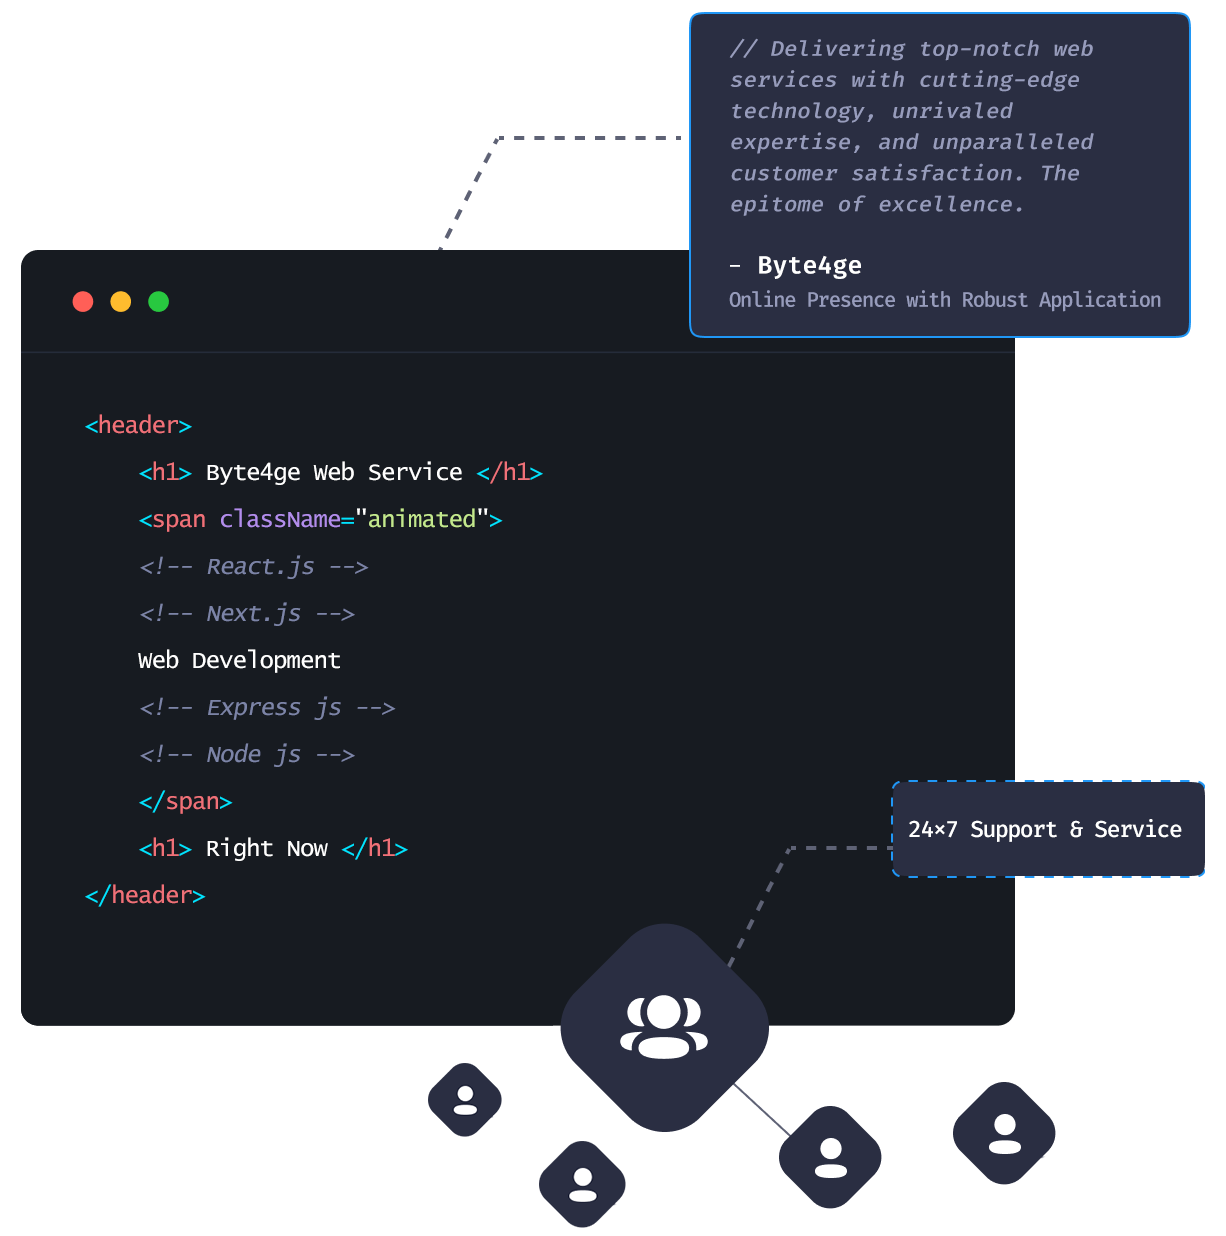 // Delivering top-notch web
services with cutting-edge
technology, unrivaled
expertise, and unparalleled
customer satisfaction. The
epitome of excellence.
- Byte4ge
Online Presence with Robust Application
<header>
<h1> Byte4ge Web Service </h1>
<span className="animated">
<!-- React.js -->
<!-- Next.js -->
Web Development
<!-- Express js -->
<!-- Node js -->
</span>
<h1> Right Now </h1>
</header>
24×7 Support & Service